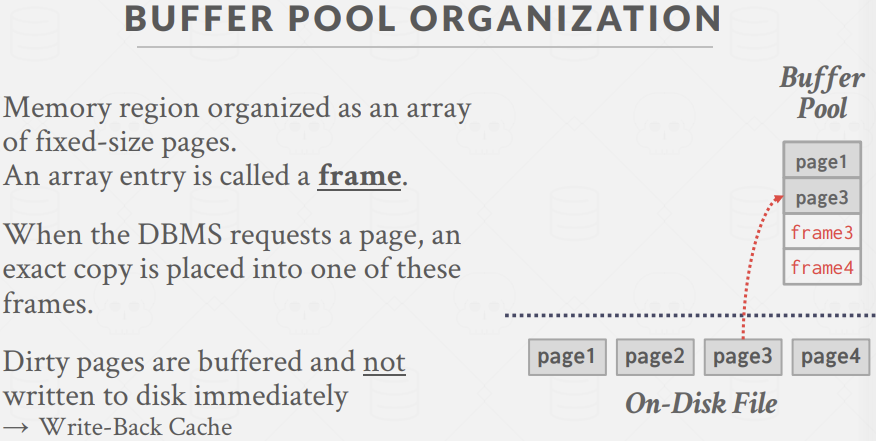 BUFFER POOL ORGANIZATION
Memory region organized as an array
of fixed-size pages.
An array entry is called a frame.
When the DBMS requests a page, an
exact copy is placed into one of these
frames.
Dirty pages are buffered and not
written to disk immediately
→ Write-Back Cache
Buffer
Pool
page1
page3
frame3
frame4
page1 page2 page3 page4
On-Disk File